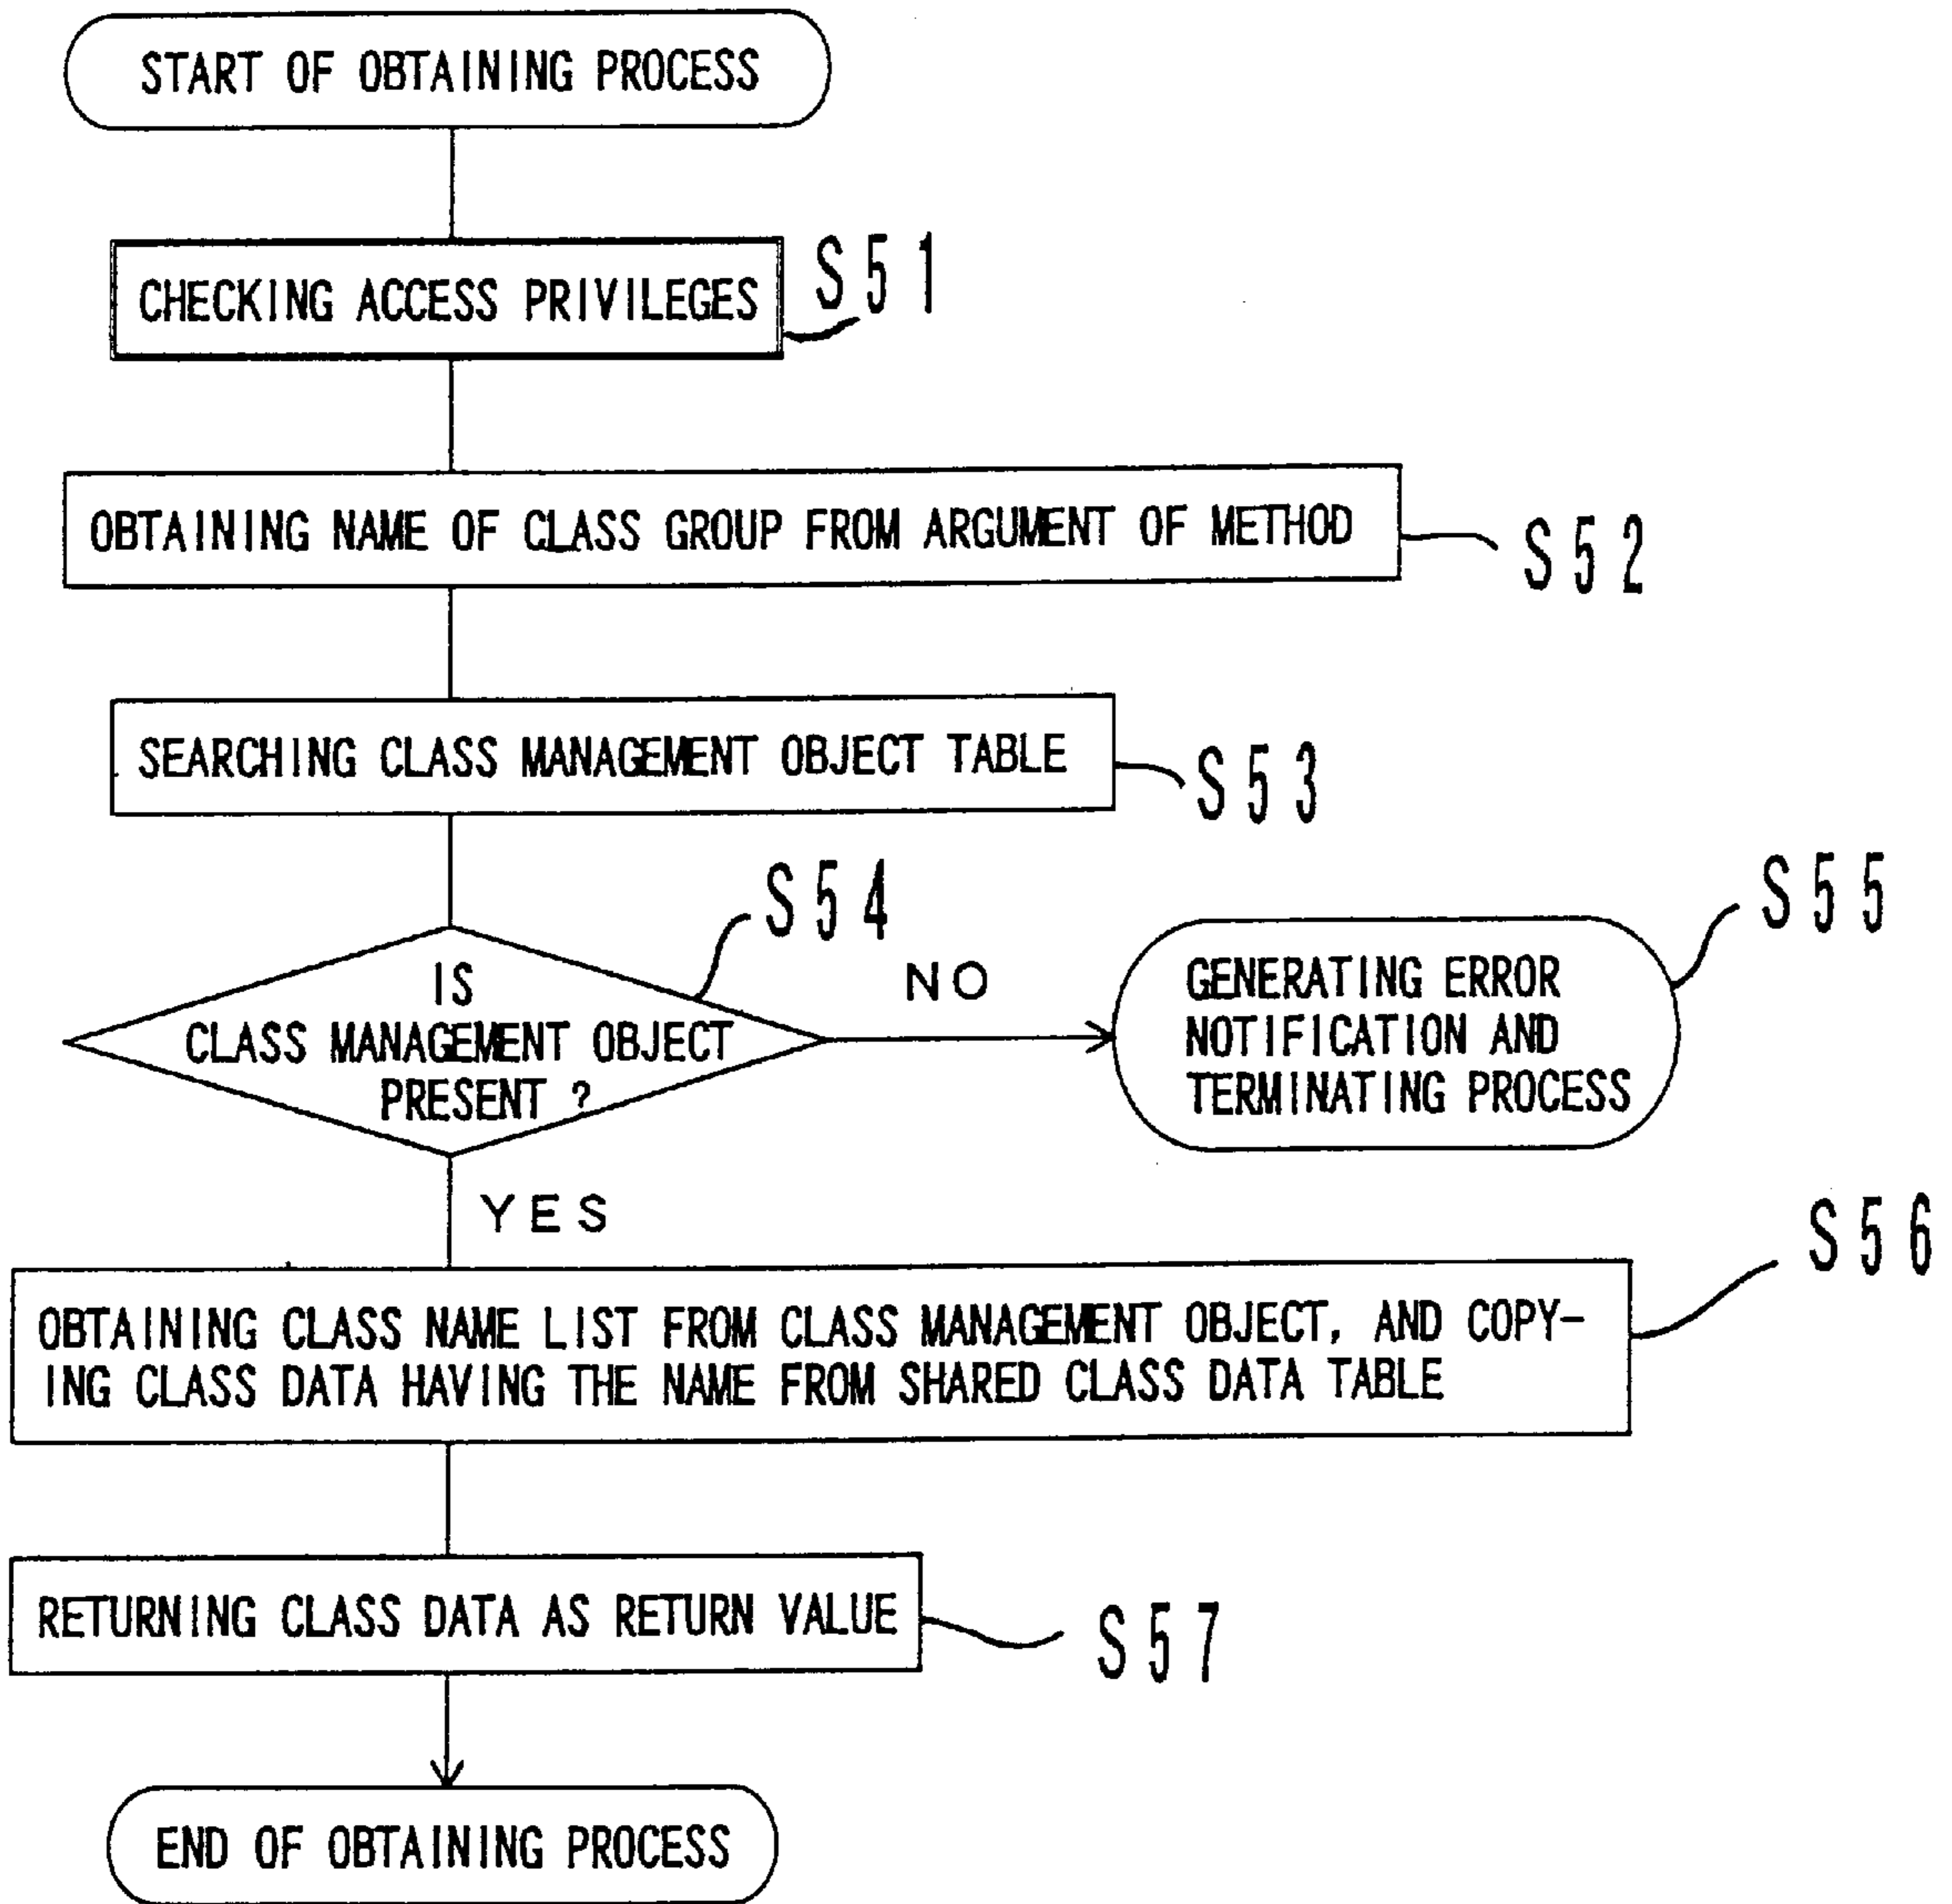 START OF OBTAINING PROCESS
CHECKING ACCESS PRIVILEGES
S51
OBTAINING NAME OF CLASS GROUP FROM ARGUMENT OF METHOD
S52
SEARCHING CLASS MANAGEMENT OBJECT TABLE
S53
S54
IS
CLASS MANAGEMENT OBJECT
PRESENT ?
NO
S55
GENERATING ERROR
NOTIFICATION AND
TERMINATING PROCESS
YES
S56
OBTAINING CLASS NAME LIST FROM CLASS MANAGEMENT OBJECT, AND COPY-
ING CLASS DATA HAVING THE NAME FROM SHARED CLASS DATA TABLE
RETURNING CLASS DATA AS RETURN VALUE
S57
END OF OBTAINING PROCESS